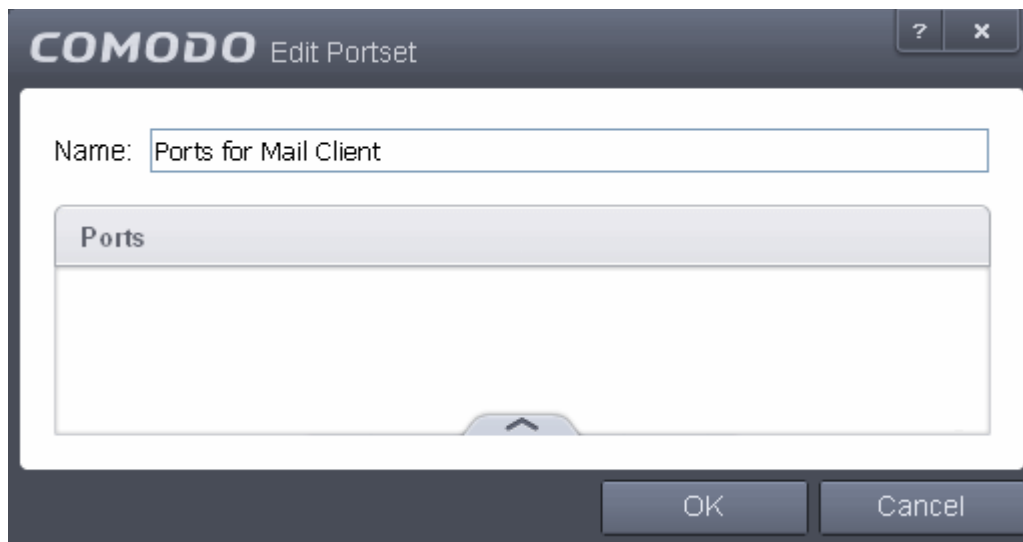 COMODO Edit Portset ? x
Name: Ports for Mail Client
Ports
OK Cancel